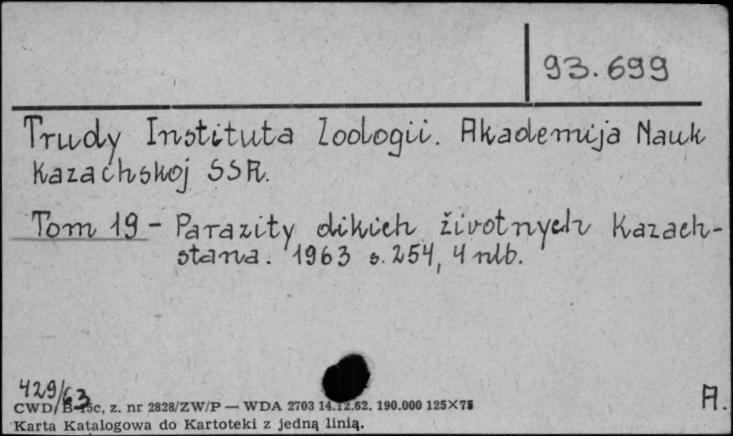 93.699
Trudy Instituta Zoologii. Akademija Nauk
Kazachskoj SSR.
Tom 19 - Parazity dikich životnych Kazach-
stana. 1963 s. 254, 4 nlb.
429/63
CWD/B-15c, z. nr 2828/ZW/P — WDA 2703 14.12.62. 190.000 125×75
Karta Katalogowa do Kartoteki z jedną linią.
A.